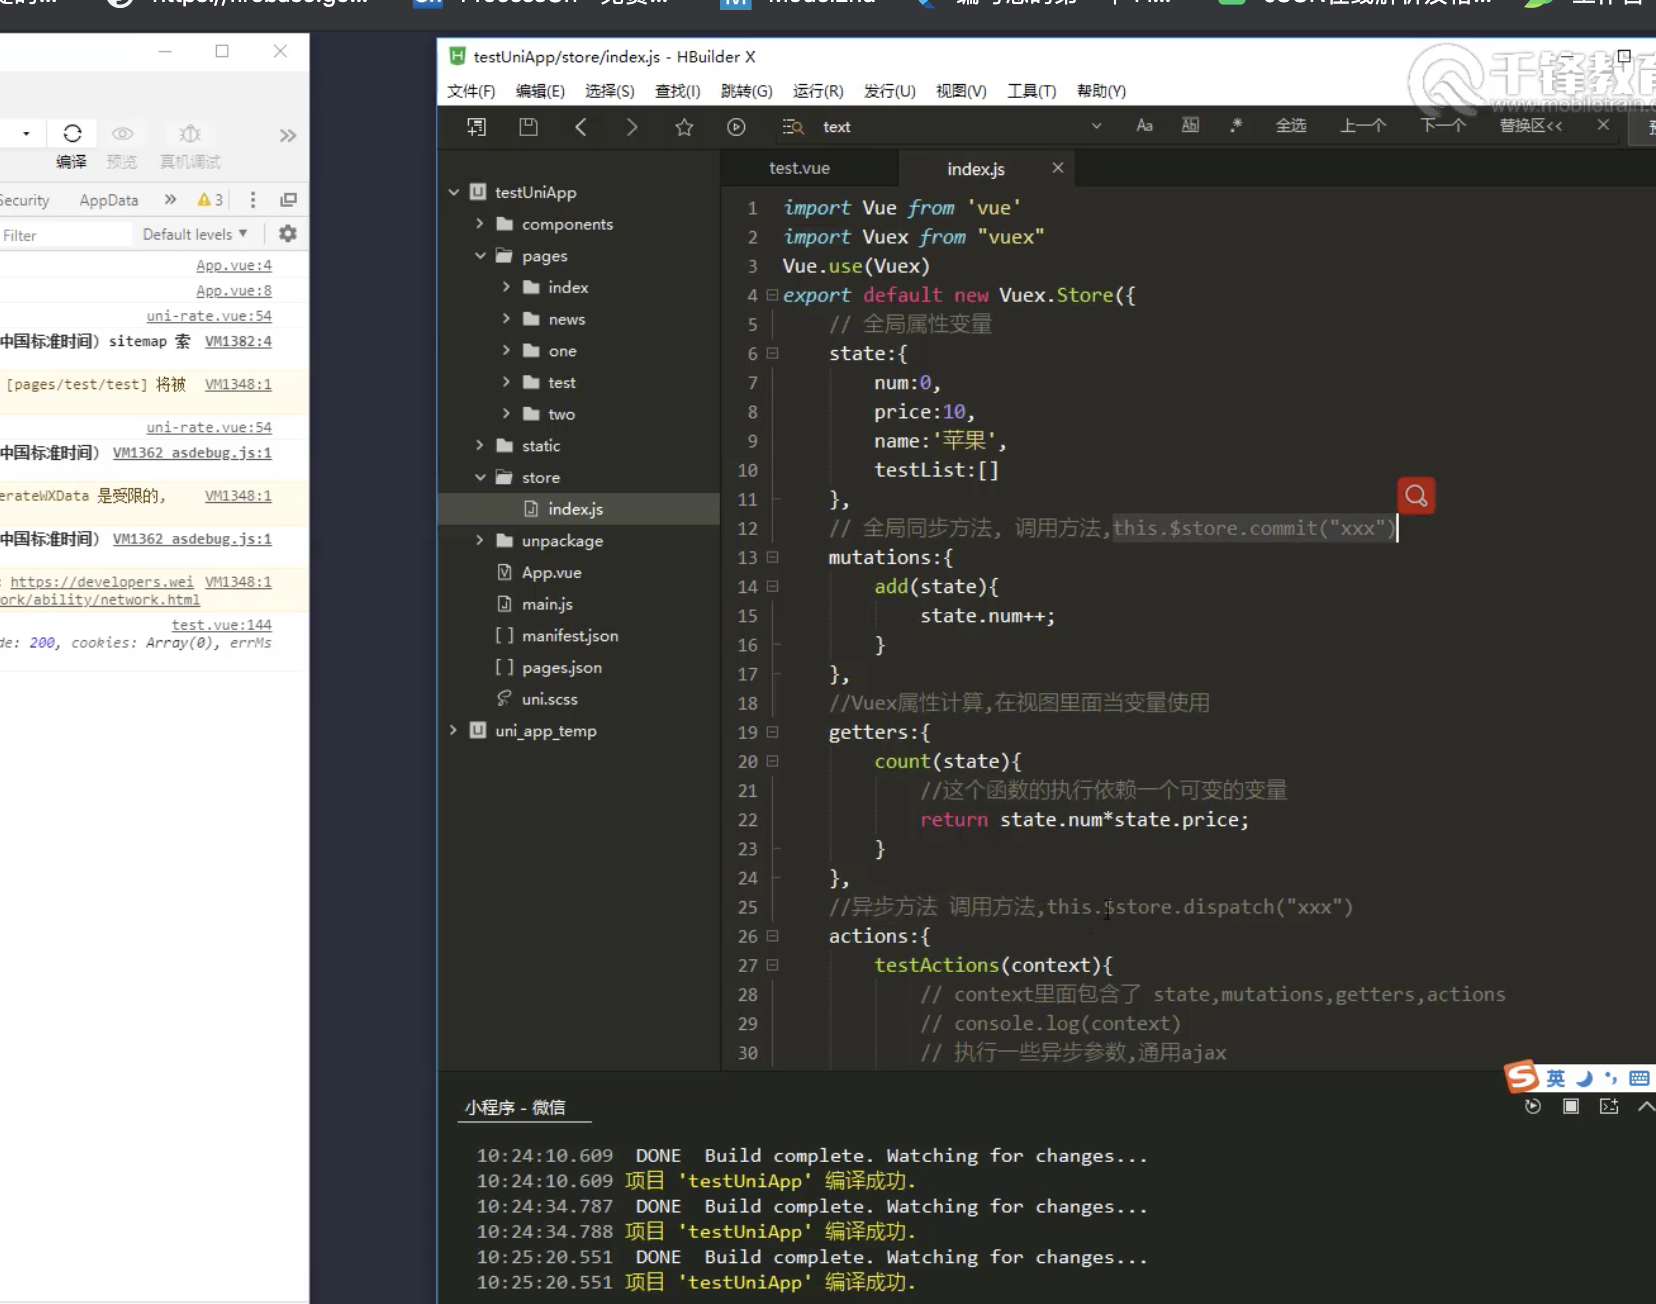 testUniApp/store/index.js - HBuilder X
文件(F) 编辑(E) 选择(S) 查找(I) 跳转(G) 运行(R) 发行(U) 视图(V) 工具(T) 帮助(Y)
text Aa Ab .* 全选 上一个 下一个 替换区<<
编译 预览 真机调试
Security AppData 3
Filter Default levels ▼
App.vue:4
App.vue:8
uni-rate.vue:54
中国标准时间) sitemap 索 VM1382:4
[pages/test/test] 将被 VM1348:1
uni-rate.vue:54
中国标准时间) VM1362 asdebug.js:1
erateWXData 是受限的, VM1348:1
中国标准时间) VM1362 asdebug.js:1
: https://developers.wei VM1348:1
ork/ability/network.html
test.vue:144
de: 200, cookies: Array(0), errMs
testUniApp
components
pages
index
news
one
test
two
static
store
index.js
unpackage
App.vue
main.js
manifest.json
pages.json
uni.scss
uni_app_temp
test.vue index.js
1 import Vue from 'vue'
2 import Vuex from "vuex"
3 Vue.use(Vuex)
4 export default new Vuex.Store({
5 // 全局属性变量
6 state:{
7 num:0,
8 price:10,
9 name:'苹果',
10 testList:[]
11 },
12 // 全局同步方法, 调用方法,this.$store.commit("xxx")
13 mutations:{
14 add(state){
15 state.num++;
16 }
17 },
18 //Vuex属性计算,在视图里面当变量使用
19 getters:{
20 count(state){
21 //这个函数的执行依赖一个可变的变量
22 return state.num*state.price;
23 }
24 },
25 //异步方法 调用方法,this.$store.dispatch("xxx")
26 actions:{
27 testActions(context){
28 // context里面包含了 state,mutations,getters,actions
29 // console.log(context)
30 // 执行一些异步参数,通用ajax
英
小程序 - 微信
10:24:10.609 DONE Build complete. Watching for changes...
10:24:10.609 项目 'testUniApp' 编译成功.
10:24:34.787 DONE Build complete. Watching for changes...
10:24:34.788 项目 'testUniApp' 编译成功.
10:25:20.551 DONE Build complete. Watching for changes...
10:25:20.551 项目 'testUniApp' 编译成功.